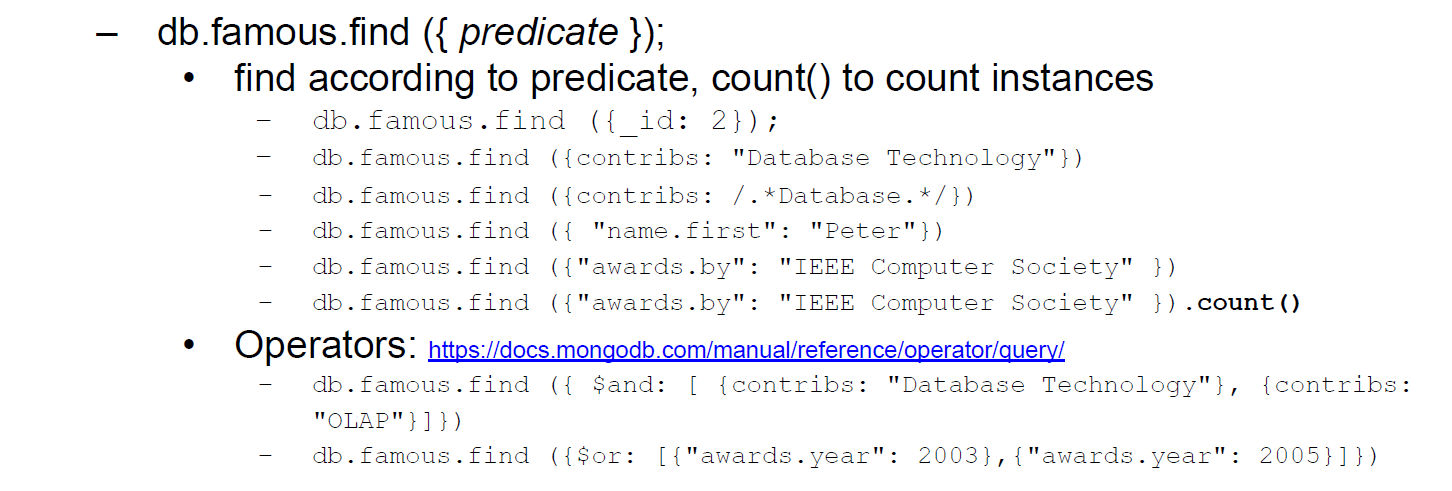 – db.famous.find ({ predicate });
• find according to predicate, count() to count instances
– db.famous.find ({_id: 2});
– db.famous.find ({contribs: "Database Technology"})
– db.famous.find ({contribs: /.*Database.*/})
– db.famous.find ({ "name.first": "Peter"})
– db.famous.find ({"awards.by": "IEEE Computer Society" })
– db.famous.find ({"awards.by": "IEEE Computer Society" }).count()
• Operators: https://docs.mongodb.com/manual/reference/operator/query/
– db.famous.find ({ $and: [ {contribs: "Database Technology"}, {contribs:
"OLAP"}]})
– db.famous.find ({$or: [{"awards.year": 2003},{"awards.year": 2005}]})